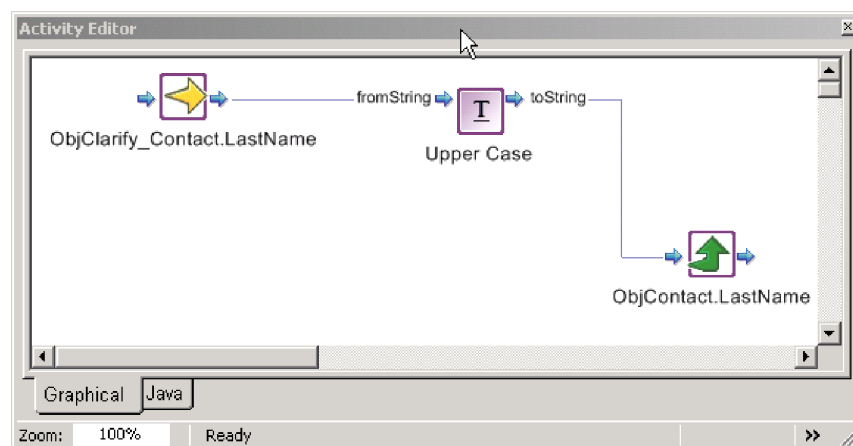 Activity Editor
fromString
T
toString
ObjClarify_Contact.LastName
Upper Case
ObjContact.LastName
Graphical
Java
Zoom: 100% Ready »